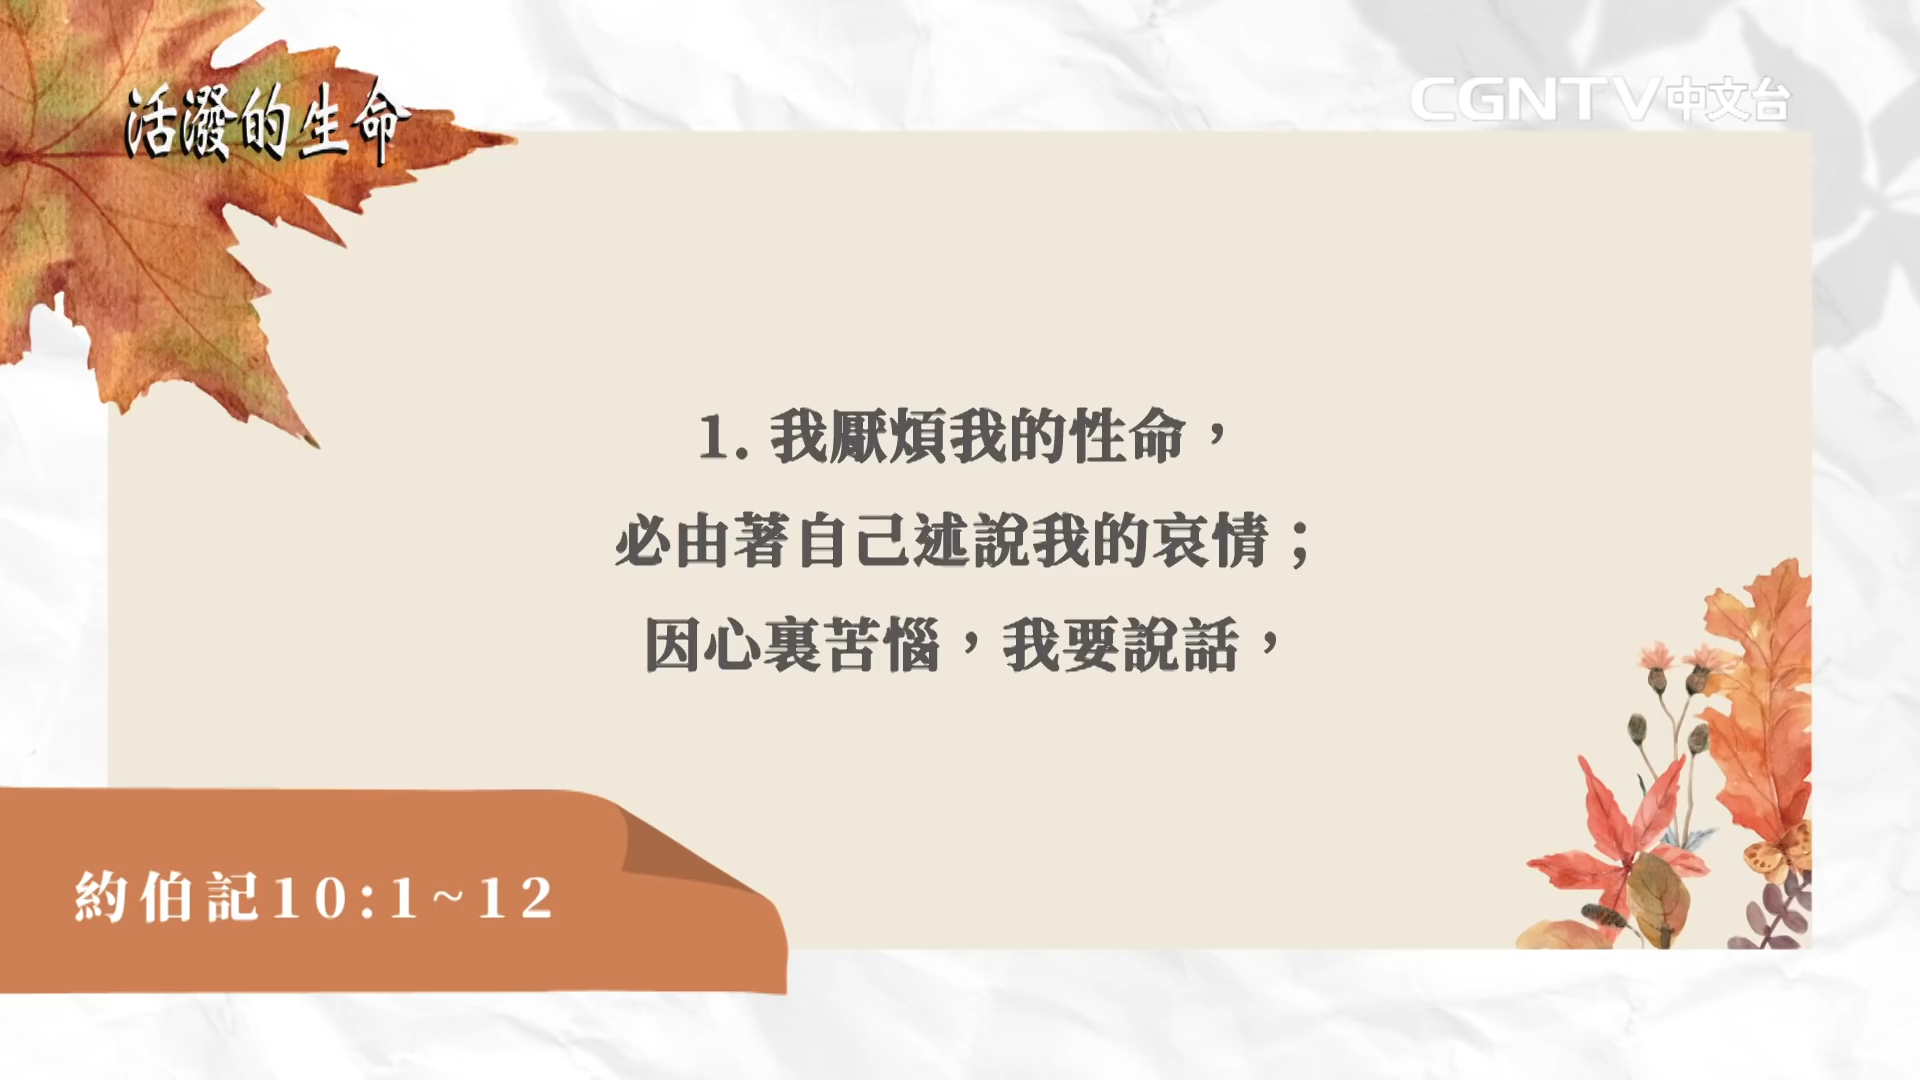 活潑的生命
CGNTV中文台
1. 我厭煩我的性命，
必由著自己述說我的哀情；
因心裏苦惱，我要說話，
約伯記10:1~12